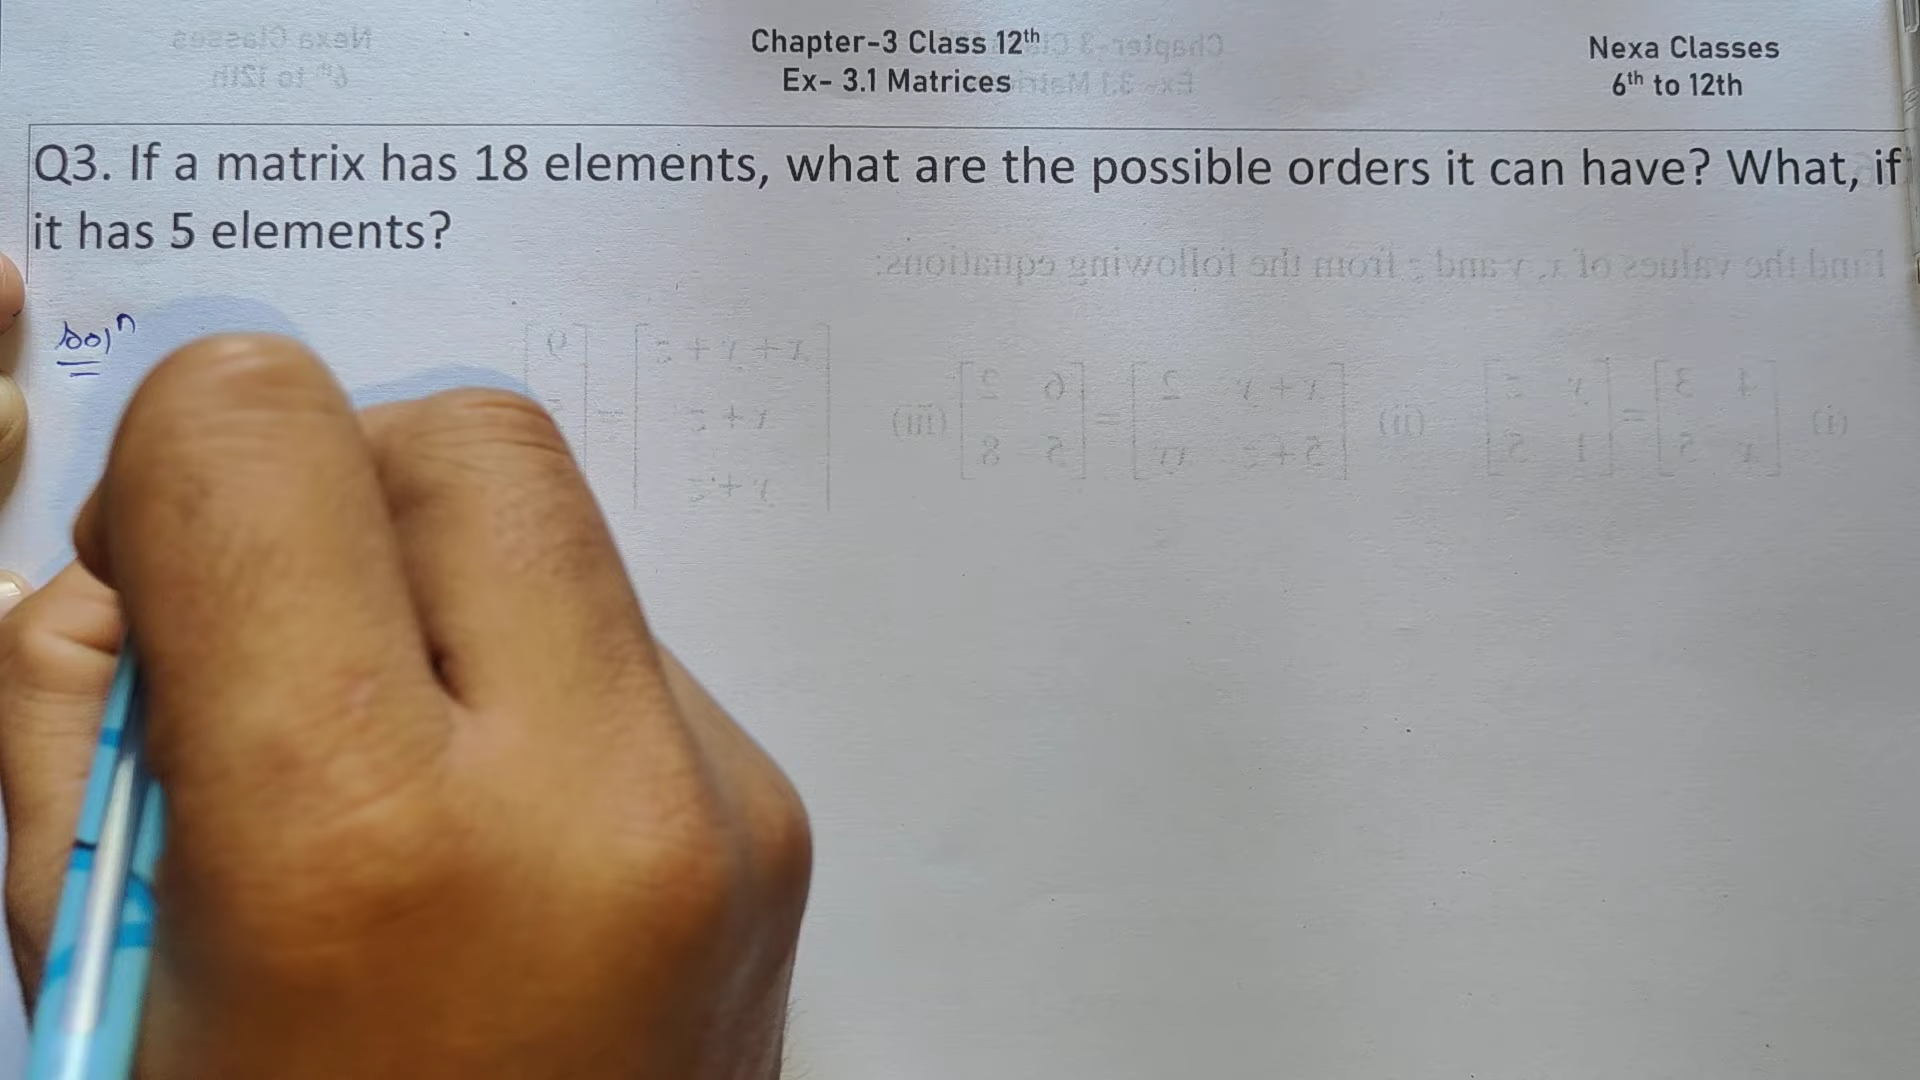 Chapter-3 Class 12th
Ex- 3.1 Matrices
Nexa Classes
6th to 12th
Q3. If a matrix has 18 elements, what are the possible orders it can have? What, if
it has 5 elements?
Solⁿ